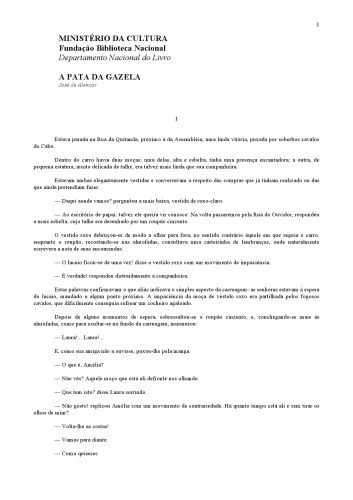 1
MINISTÉRIO DA CULTURA
Fundação Biblioteca Nacional
Departamento Nacional do Livro
A PATA DA GAZELA
José de Alencar
I
Estava parada na Rua da Quitanda, próximo à da Assembléia, uma linda vitória, puxada por soberbos cavalos
do Cabo.
Dentro do carro havia duas moças; uma delas, alta e esbelta, tinha uma presença encantadora; a outra, de
pequena estatura, muito delicada de talhe, era talvez mais linda que sua companheira.
Estavam ambas elegantemente vestidas e conversavam a respeito das compras que já tinham realizado ou das
que ainda pretendiam fazer.
— Daqui aonde vamos? perguntou a mais baixa, vestida de roxo-claro.
— Ao escritório de papai: talvez ele queira vir conosco. Na volta passaremos pela Rua do Ouvidor, respondeu
a mais esbelta, cujo talhe era desenhado por um roupão cinzento.
O vestido roxo debruçou-se de modo a olhar para fora, no sentido contrário àquele em que seguia o carro,
enquanto o roupão, recostando-se nas almofadas, consultava uma carteirinha de lembranças, onde naturalmente
escrevera a nota de suas encomendas.
— O lacaio ficou-se de uma vez! disse o vestido roxo com um movimento de impaciência.
— É verdade! respondeu distraidamente a companheira.
Estas palavras confirmavam o que aliás indicava o simples aspecto da carruagem: as senhoras estavam à espera
do lacaio, mandado a algum ponto próximo. A impaciência da moça de vestido roxo era partilhada pelos fogosos
cavalos, que dificilmente conseguia sofrear um cocheiro agaloado.
Depois de alguns momentos de espera, sobressaltou-se o roupão cinzento, e, conchegando-se mais às
almofadas, como para ocultar-se no fundo da carruagem, murmurou:
— Laura!... Laura!...
E, como sua amiga não a ouvisse, puxou-lhe pela manga.
— O que é, Amélia?
— Não vês? Aquele moço que está ali defronte nos olhando.
— Que tem isto? disse Laura sorrindo.
— Não gosto! replicou Amélia com um movimento de contrariedade. Há quanto tempo está ali e sem tirar os
olhos de mim?
— Volta-lhe as costas!
— Vamos para diante.
— Como quiseres.